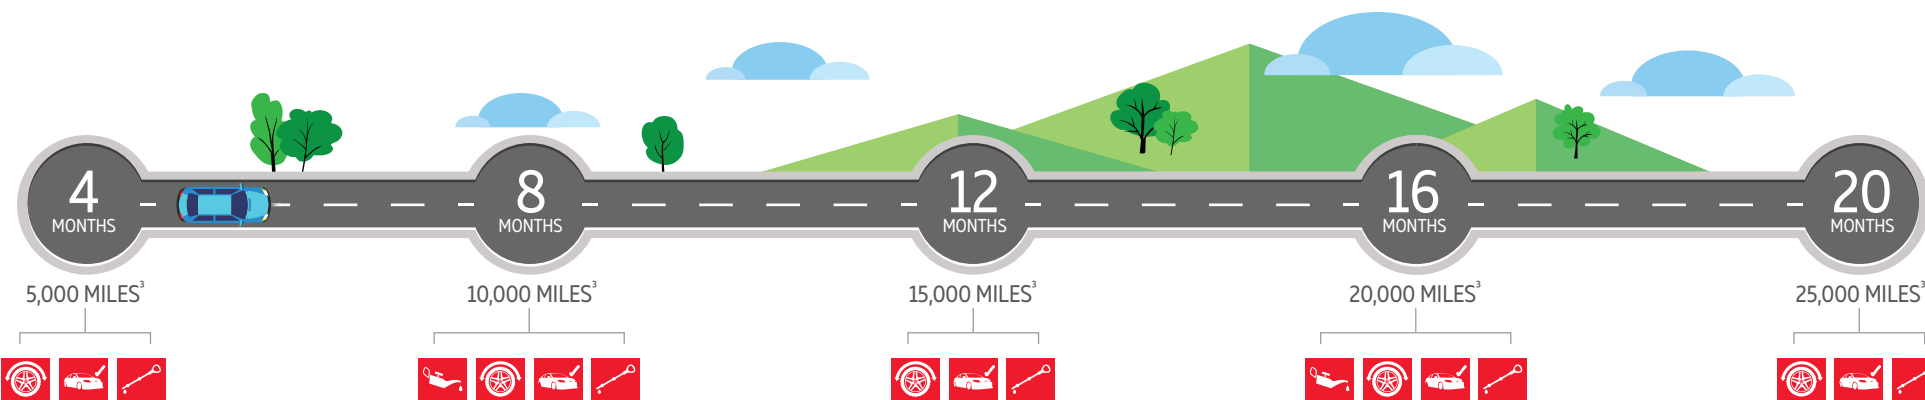 4
MONTHS
8
MONTHS
12
MONTHS
16
MONTHS
20
MONTHS
5,000 MILES³
10,000 MILES³
15,000 MILES³
20,000 MILES³
25,000 MILES³